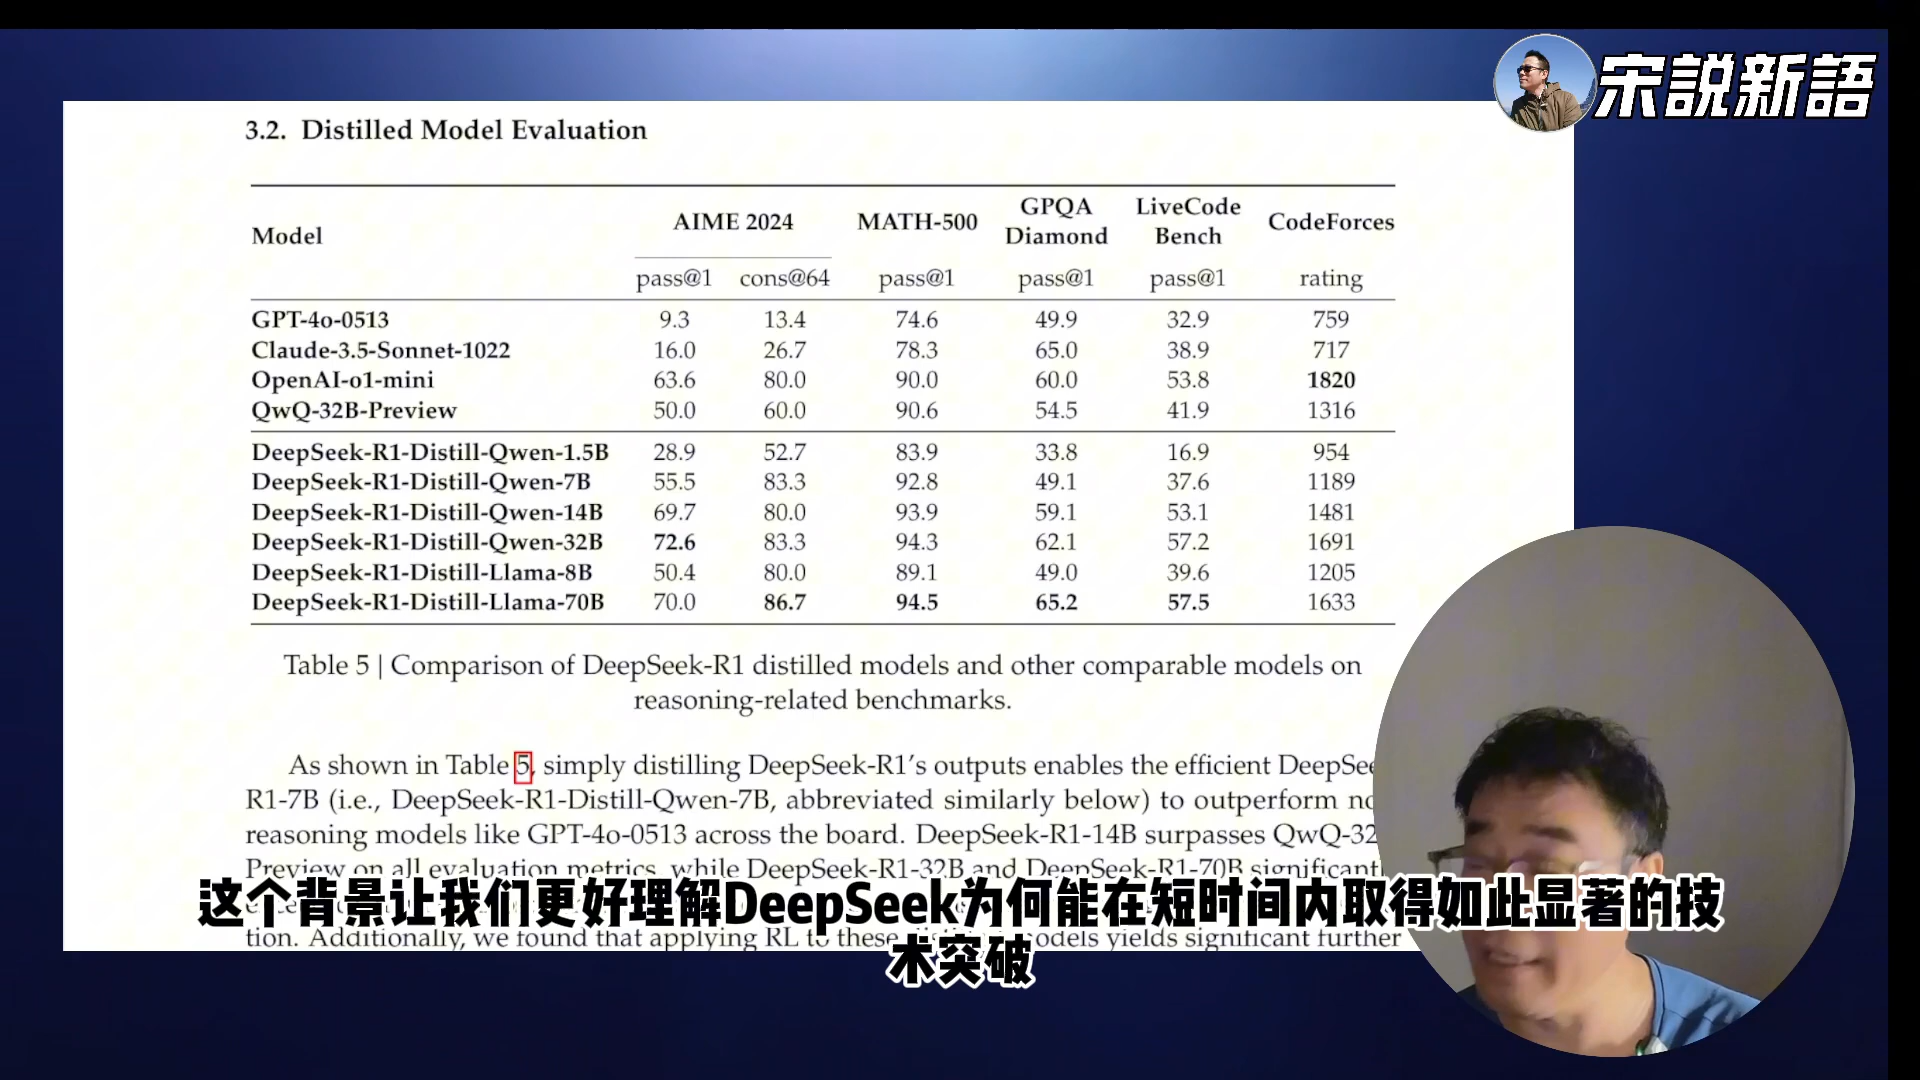 宋説新語
3.2. Distilled Model Evaluation
Model AIME 2024 MATH-500 GPQA Diamond LiveCode Bench CodeForces
pass@1 cons@64 pass@1 pass@1 pass@1 rating
GPT-4o-0513 9.3 13.4 74.6 49.9 32.9 759
Claude-3.5-Sonnet-1022 16.0 26.7 78.3 65.0 38.9 717
OpenAI-o1-mini 63.6 80.0 90.0 60.0 53.8 1820
QwQ-32B-Preview 50.0 60.0 90.6 54.5 41.9 1316
DeepSeek-R1-Distill-Qwen-1.5B 28.9 52.7 83.9 33.8 16.9 954
DeepSeek-R1-Distill-Qwen-7B 55.5 83.3 92.8 49.1 37.6 1189
DeepSeek-R1-Distill-Qwen-14B 69.7 80.0 93.9 59.1 53.1 1481
DeepSeek-R1-Distill-Qwen-32B 72.6 83.3 94.3 62.1 57.2 1691
DeepSeek-R1-Distill-Llama-8B 50.4 80.0 89.1 49.0 39.6 1205
DeepSeek-R1-Distill-Llama-70B 70.0 86.7 94.5 65.2 57.5 1633
Table 5 | Comparison of DeepSeek-R1 distilled models and other comparable models on
reasoning-related benchmarks.
As shown in Table 5, simply distilling DeepSeek-R1's outputs enables the efficient DeepSee
R1-7B (i.e., DeepSeek-R1-Distill-Qwen-7B, abbreviated similarly below) to outperform no
reasoning models like GPT-4o-0513 across the board. DeepSeek-R1-14B surpasses QwQ-32
Preview on all evaluation metrics, while DeepSeek-R1-32B and DeepSeek-R1-70B significant
tion. Additionally, we found that applying RL to these models yields significant further
这个背景让我们更好理解DeepSeek为何能在短时间内取得如此显著的技
术突破